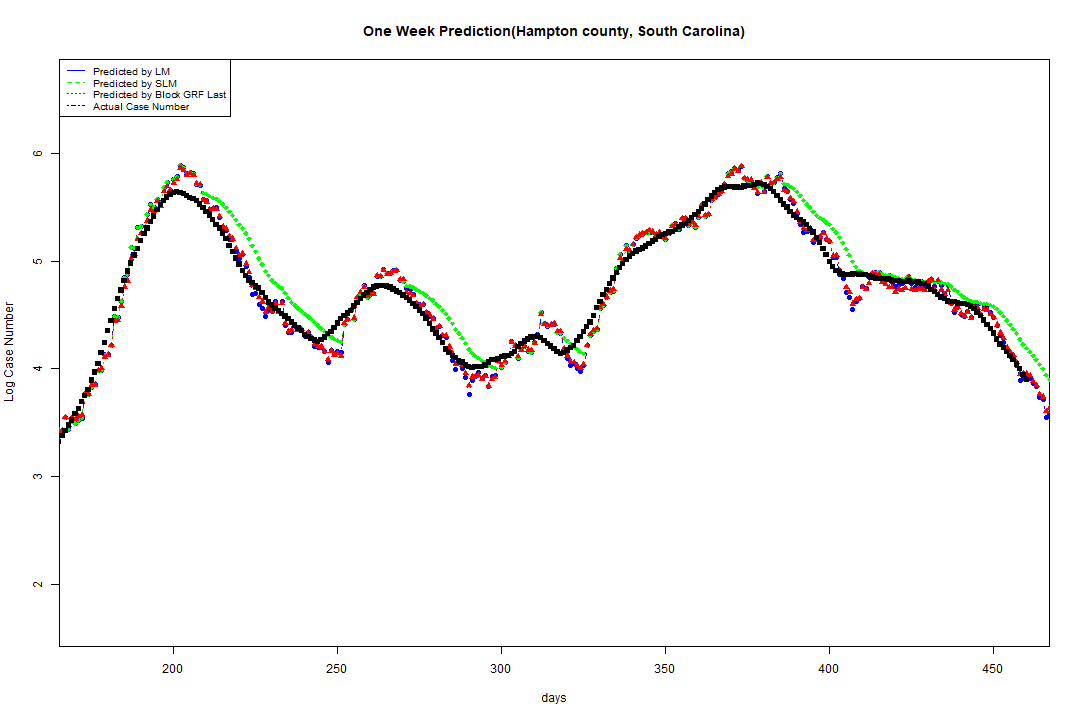 One Week Prediction(Hampton county, South Carolina)
Predicted by LM
Predicted by SLM
Predicted by Block GRF Last
Actual Case Number
6
5
4
3
2
Log Case Number
200 250 300 350 400 450
days